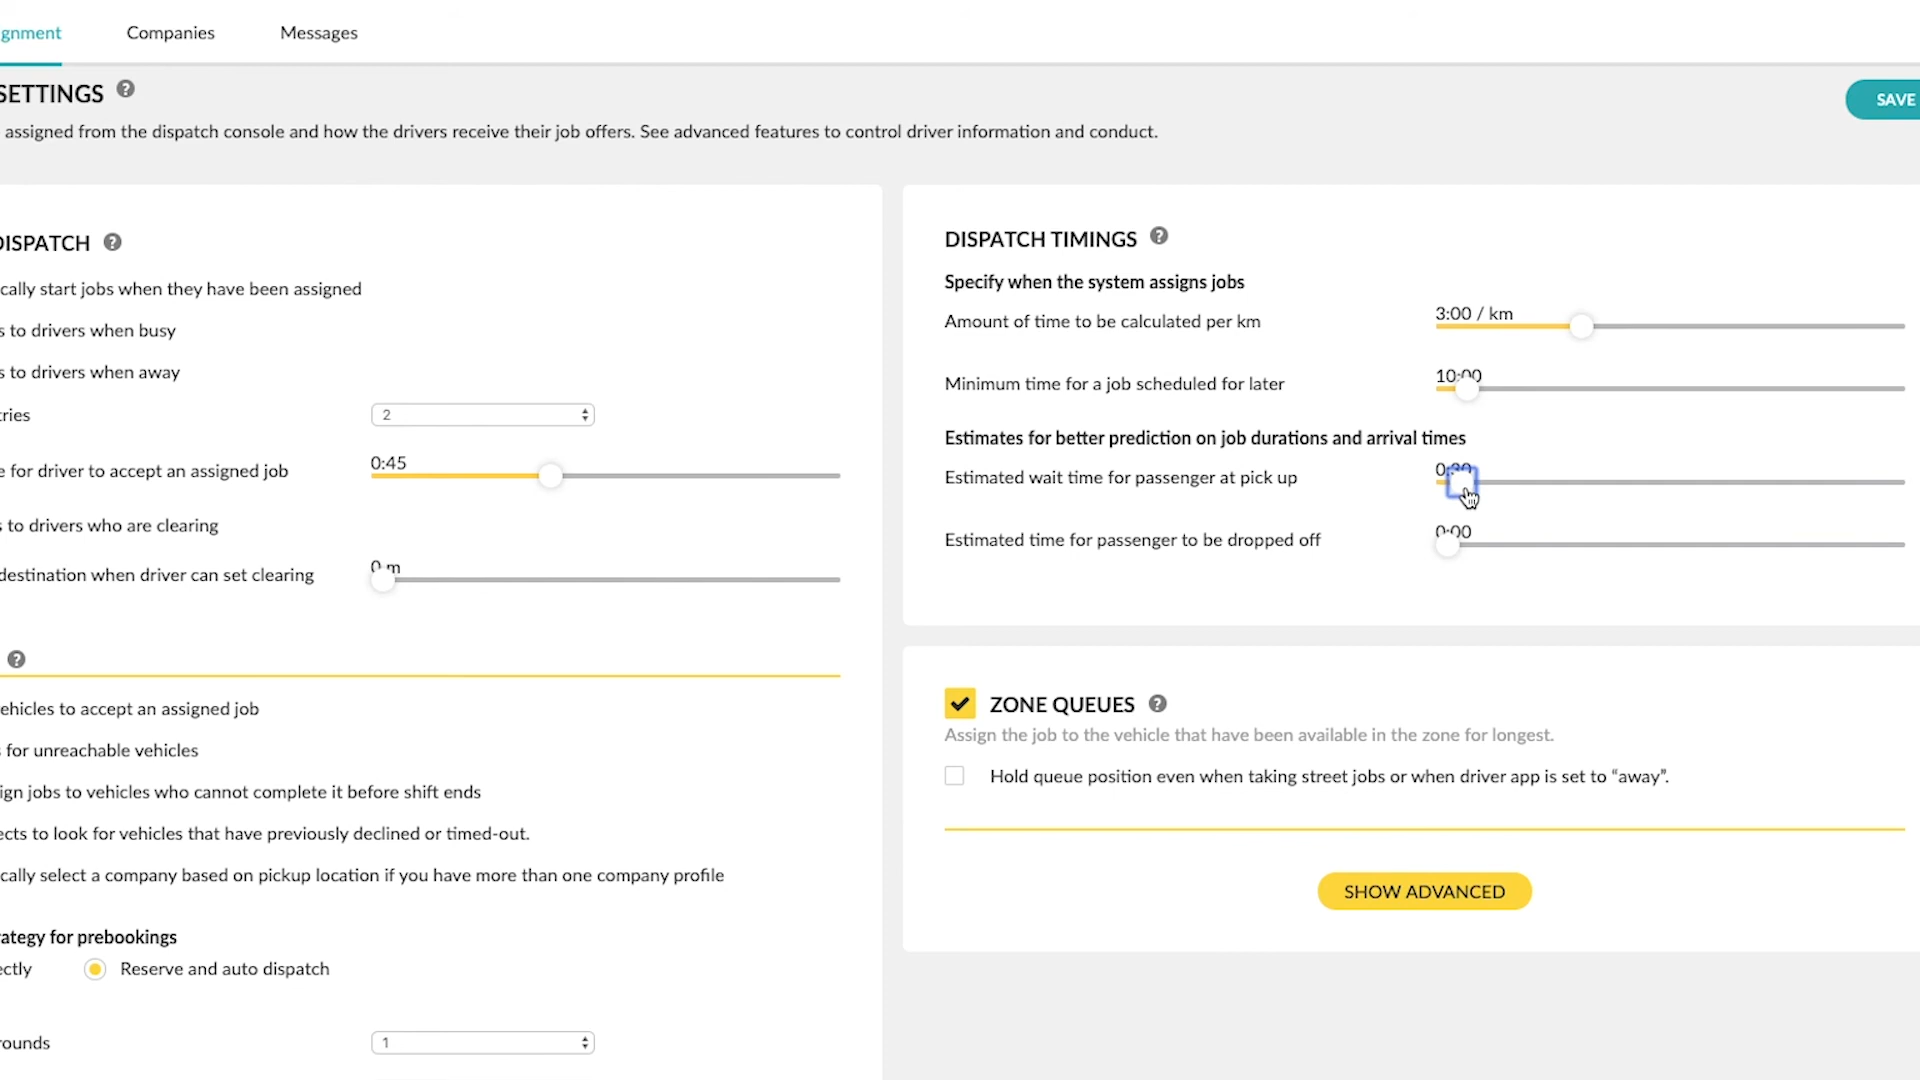 gnment Companies Messages
SETTINGS
SAVE
assigned from the dispatch console and how the drivers receive their job offers. See advanced features to control driver information and conduct.
DISPATCH
cally start jobs when they have been assigned
s to drivers when busy
s to drivers when away
tries 2
e for driver to accept an assigned job 0:45
s to drivers who are clearing
destination when driver can set clearing 0 m
ehicles to accept an assigned job
s for unreachable vehicles
ign jobs to vehicles who cannot complete it before shift ends
ects to look for vehicles that have previously declined or timed-out.
cally select a company based on pickup location if you have more than one company profile
rategy for prebookings
ectly Reserve and auto dispatch
rounds 1
DISPATCH TIMINGS
Specify when the system assigns jobs
Amount of time to be calculated per km 3:00 / km
Minimum time for a job scheduled for later 10:00
Estimates for better prediction on job durations and arrival times
Estimated wait time for passenger at pick up
Estimated time for passenger to be dropped off 0:00
ZONE QUEUES
Assign the job to the vehicle that have been available in the zone for longest.
Hold queue position even when taking street jobs or when driver app is set to “away”.
SHOW ADVANCED